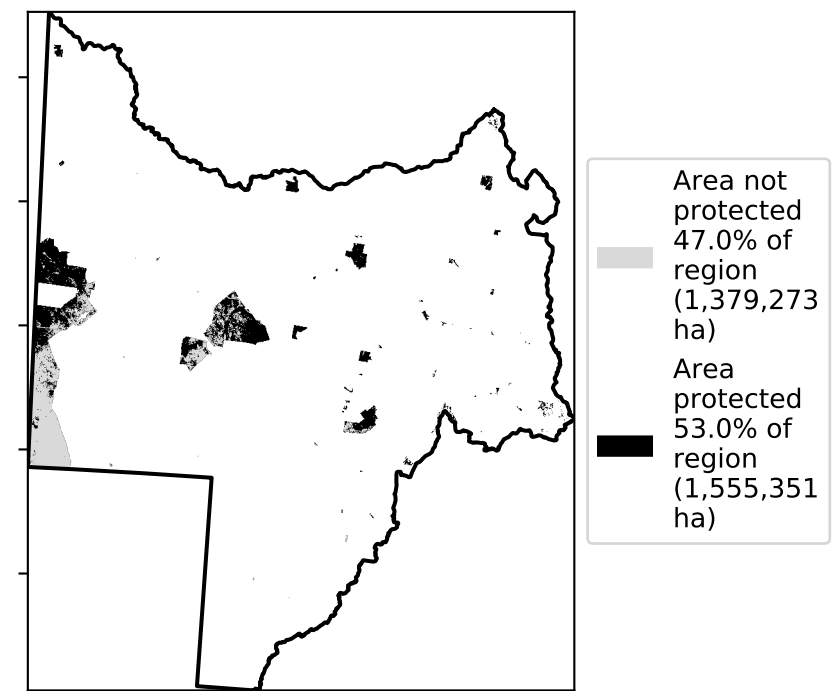 Area not
protected
47.0% of
region
(1,379,273
ha)
Area
protected
53.0% of
region
(1,555,351
ha)